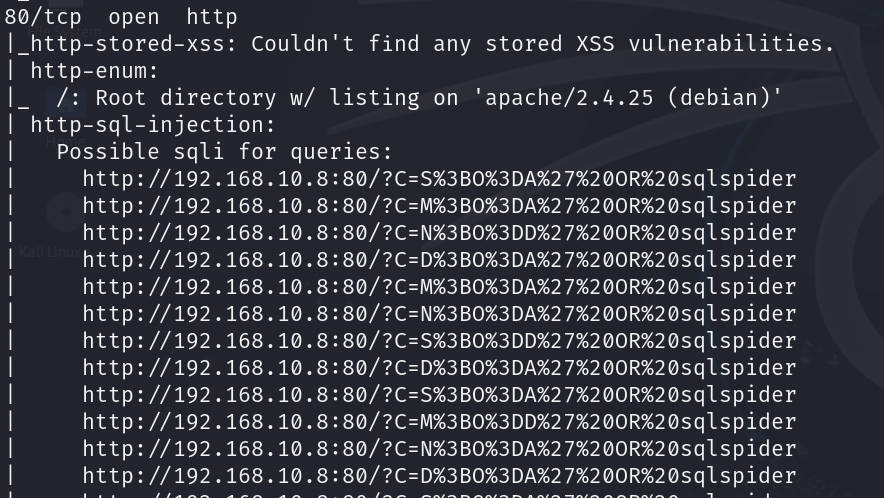 80/tcp  open  http
|_http-stored-xss: Couldn't find any stored XSS vulnerabilities.
| http-enum:
|_  /: Root directory w/ listing on 'apache/2.4.25 (debian)'
| http-sql-injection:
|   Possible sqli for queries:
|     http://192.168.10.8:80/?C=S%3BO%3DA%27%20OR%20sqlspider
|     http://192.168.10.8:80/?C=M%3BO%3DA%27%20OR%20sqlspider
|     http://192.168.10.8:80/?C=N%3BO%3DD%27%20OR%20sqlspider
|     http://192.168.10.8:80/?C=D%3BO%3DA%27%20OR%20sqlspider
|     http://192.168.10.8:80/?C=M%3BO%3DA%27%20OR%20sqlspider
|     http://192.168.10.8:80/?C=N%3BO%3DA%27%20OR%20sqlspider
|     http://192.168.10.8:80/?C=S%3BO%3DD%27%20OR%20sqlspider
|     http://192.168.10.8:80/?C=D%3BO%3DA%27%20OR%20sqlspider
|     http://192.168.10.8:80/?C=S%3BO%3DA%27%20OR%20sqlspider
|     http://192.168.10.8:80/?C=M%3BO%3DD%27%20OR%20sqlspider
|     http://192.168.10.8:80/?C=N%3BO%3DA%27%20OR%20sqlspider
|     http://192.168.10.8:80/?C=D%3BO%3DA%27%20OR%20sqlspider